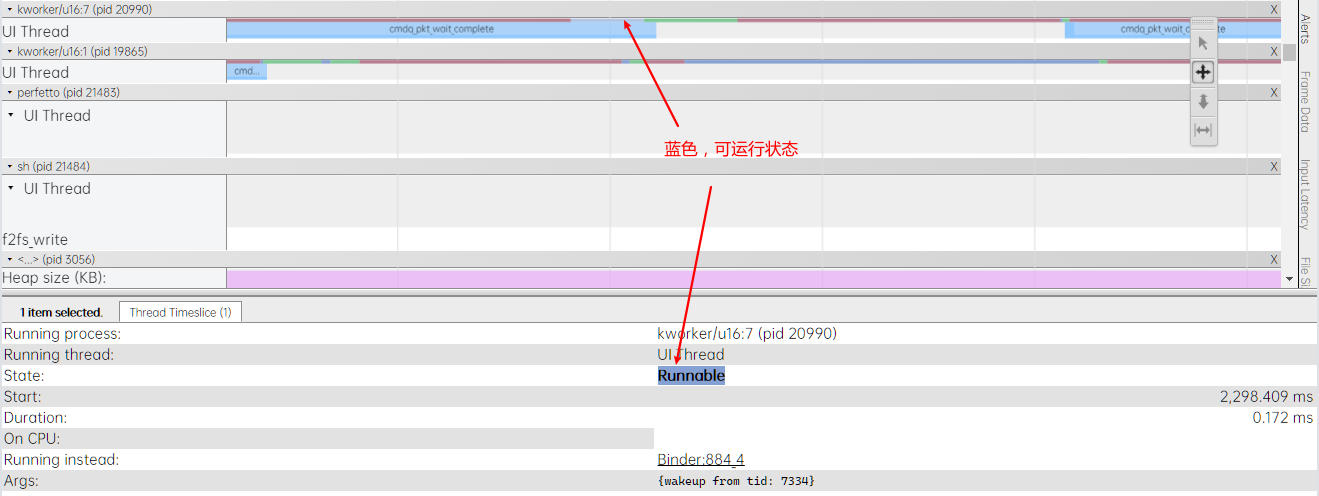 kworker/u16:7 (pid 20990) X
UI Thread cmdq_pkt_wait_complete cmdq_pkt_wait_complete
kworker/u16:1 (pid 19865) X
UI Thread cmd...
perfetto (pid 21483) X
UI Thread
蓝色，可运行状态
sh (pid 21484) X
UI Thread
f2fs_write
<...> (pid 3056) X
Heap size (KB):
Alerts
Frame Data
Input Latency
File Si
1 item selected. Thread Timeslice (1)
Running process: kworker/u16:7 (pid 20990)
Running thread: UI Thread
State: Runnable
Start: 2,298.409 ms
Duration: 0.172 ms
On CPU:
Running instead: Binder:884_4
Args: {wakeup from tid: 7334}